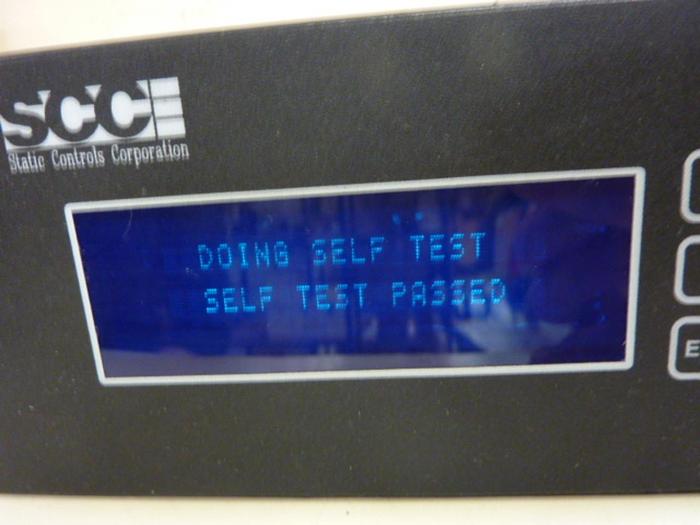 SCC
Static Controls Corporation
DOING SELF TEST
SELF TEST PASSED
E